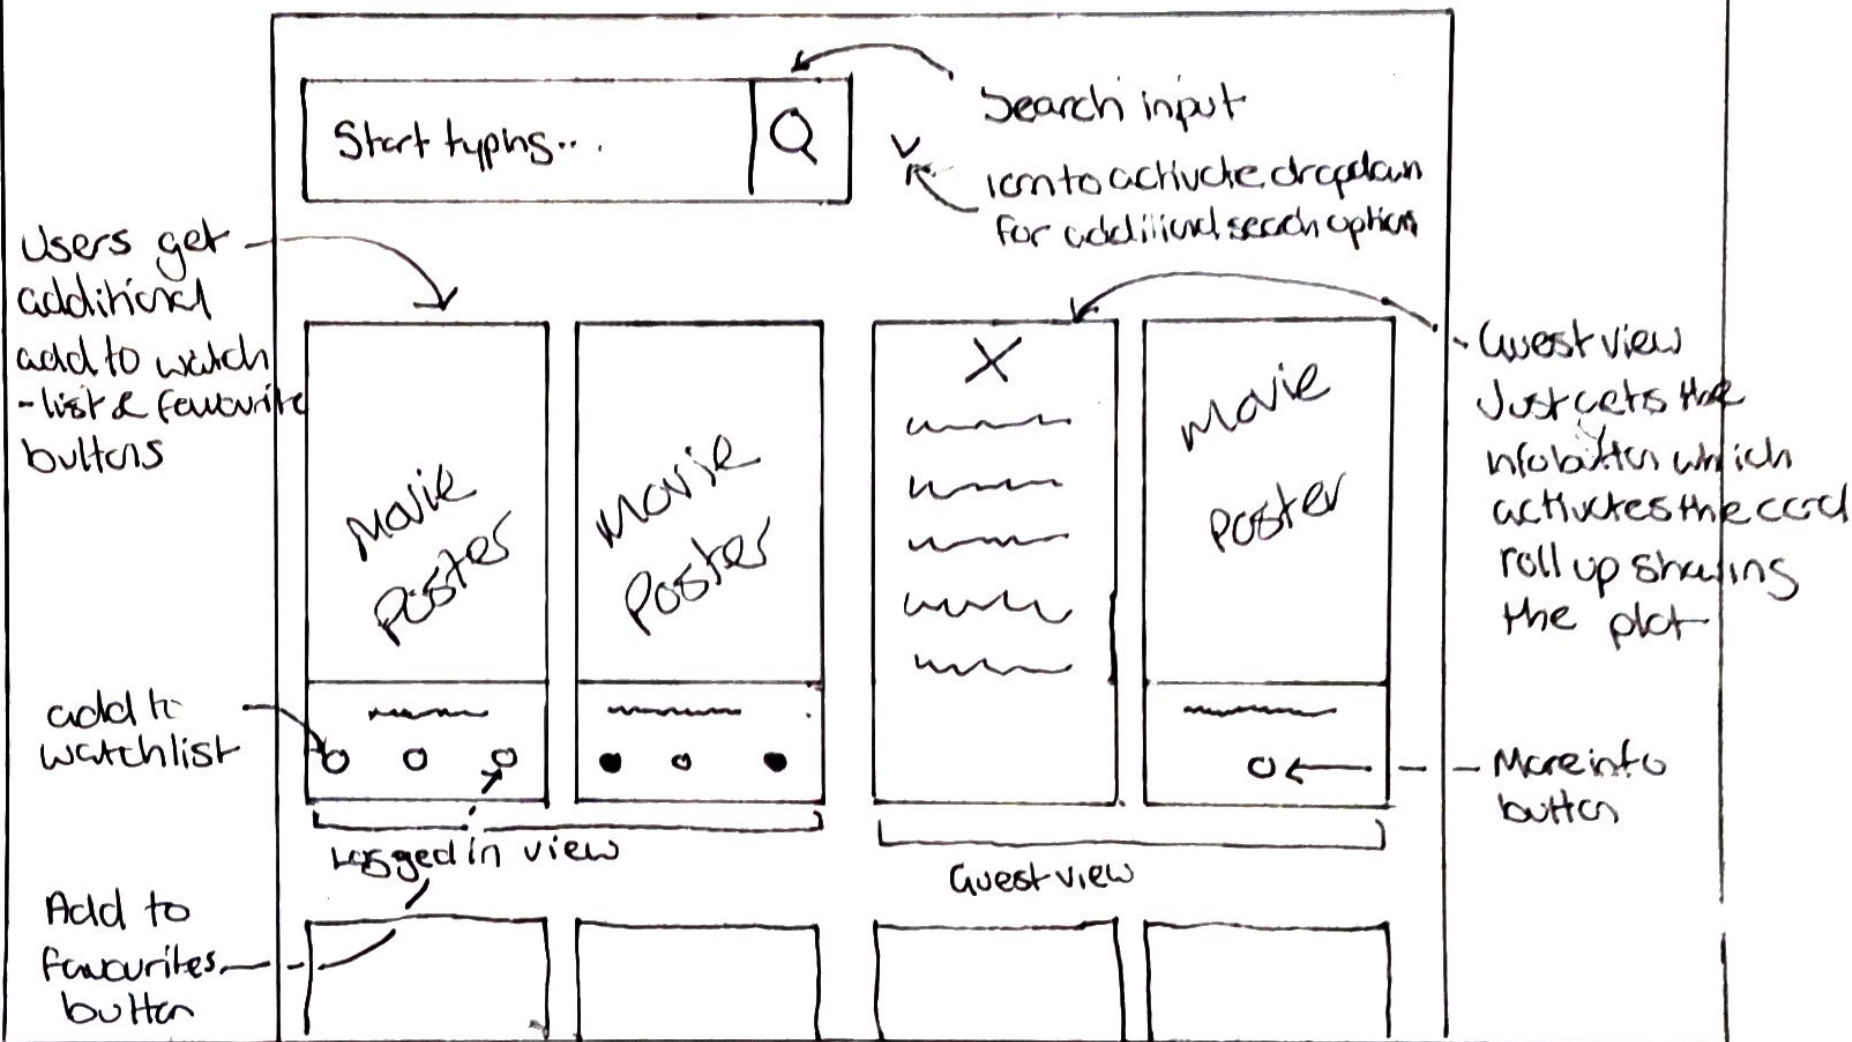 Start typing...
Search input
icon to activate dropdown
for additional search option
Users get
additional
add to watch
-list & favourite
buttons
Guest view
Just gets the
info button which
activates the card
roll up showing
the plot
Movie
Poster
Movie
Poster
X
Movie
Poster
add to
watchlist
More info
button
Logged in view
Guest view
Add to
favourites
button